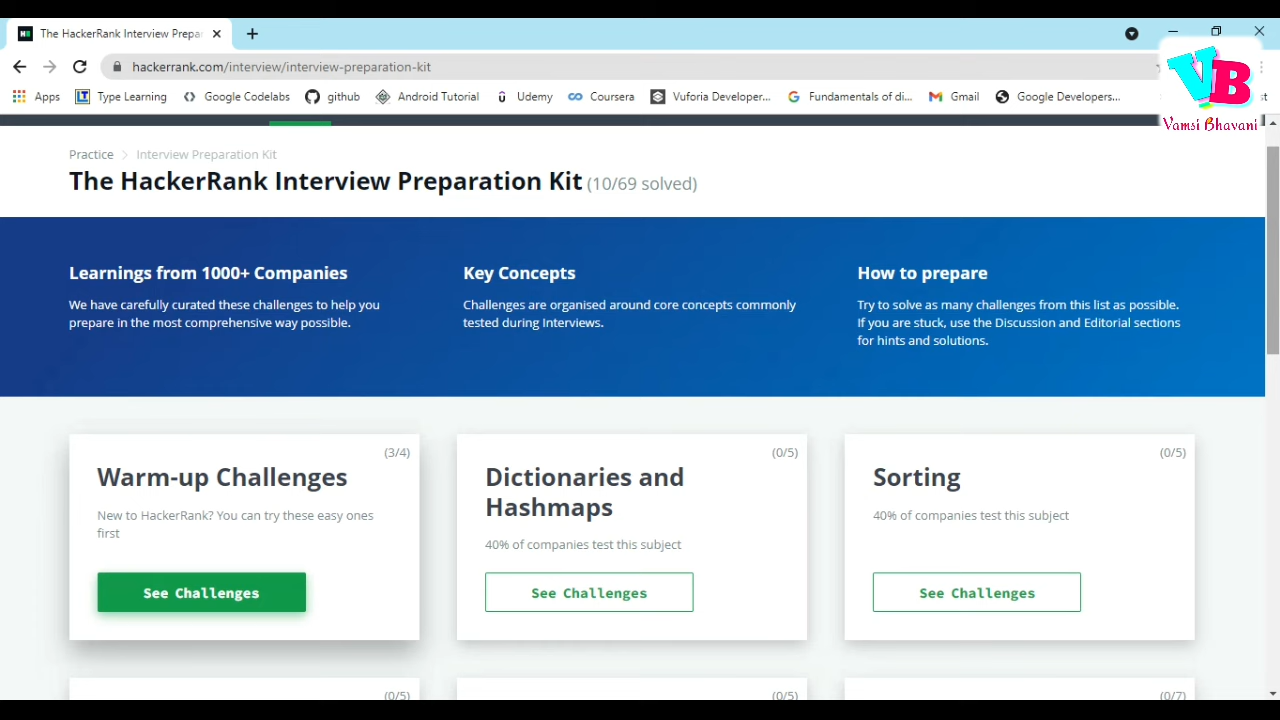 The HackerRank Interview Prepa
hackerrank.com/interview/interview-preparation-kit
Apps Type Learning Google Codelabs github Android Tutorial Udemy Coursera Vuforia Developer... Fundamentals of di... Gmail Google Developers...
VB
Vamsi Bhavani
Practice > Interview Preparation Kit
The HackerRank Interview Preparation Kit (10/69 solved)
Learnings from 1000+ Companies
We have carefully curated these challenges to help you
prepare in the most comprehensive way possible.
Key Concepts
Challenges are organised around core concepts commonly
tested during Interviews.
How to prepare
Try to solve as many challenges from this list as possible.
If you are stuck, use the Discussion and Editorial sections
for hints and solutions.
(3/4)
Warm-up Challenges
New to HackerRank? You can try these easy ones
first
See Challenges
(0/5)
Dictionaries and
Hashmaps
40% of companies test this subject
See Challenges
(0/5)
Sorting
40% of companies test this subject
See Challenges
(0/5)
(0/5)
(0/7)